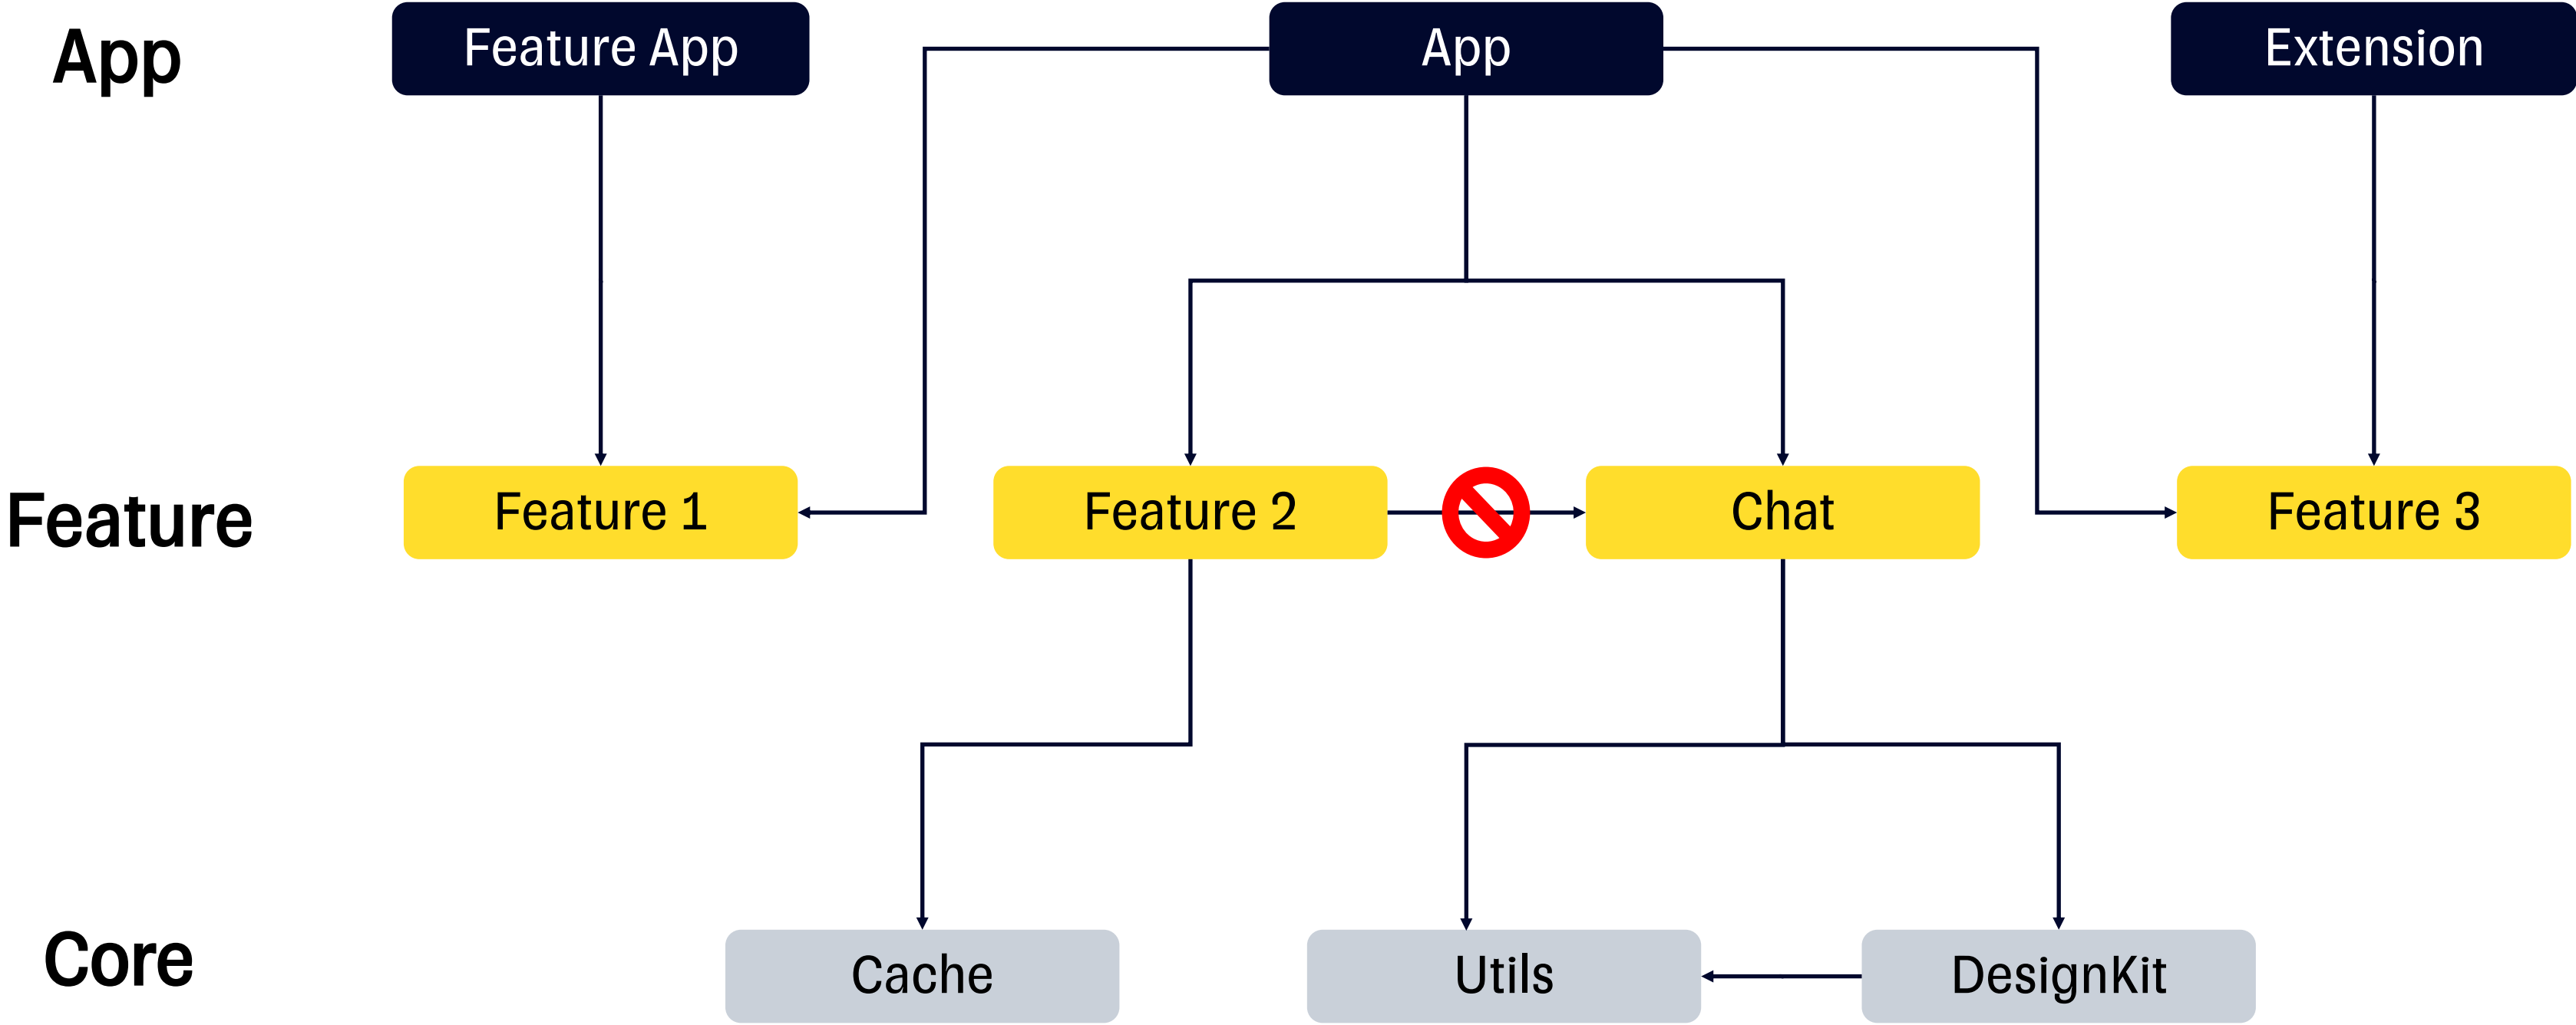 App
Feature App
App
Extension
Feature
Feature 1
Feature 2
Chat
Feature 3
Core
Cache
Utils
DesignKit